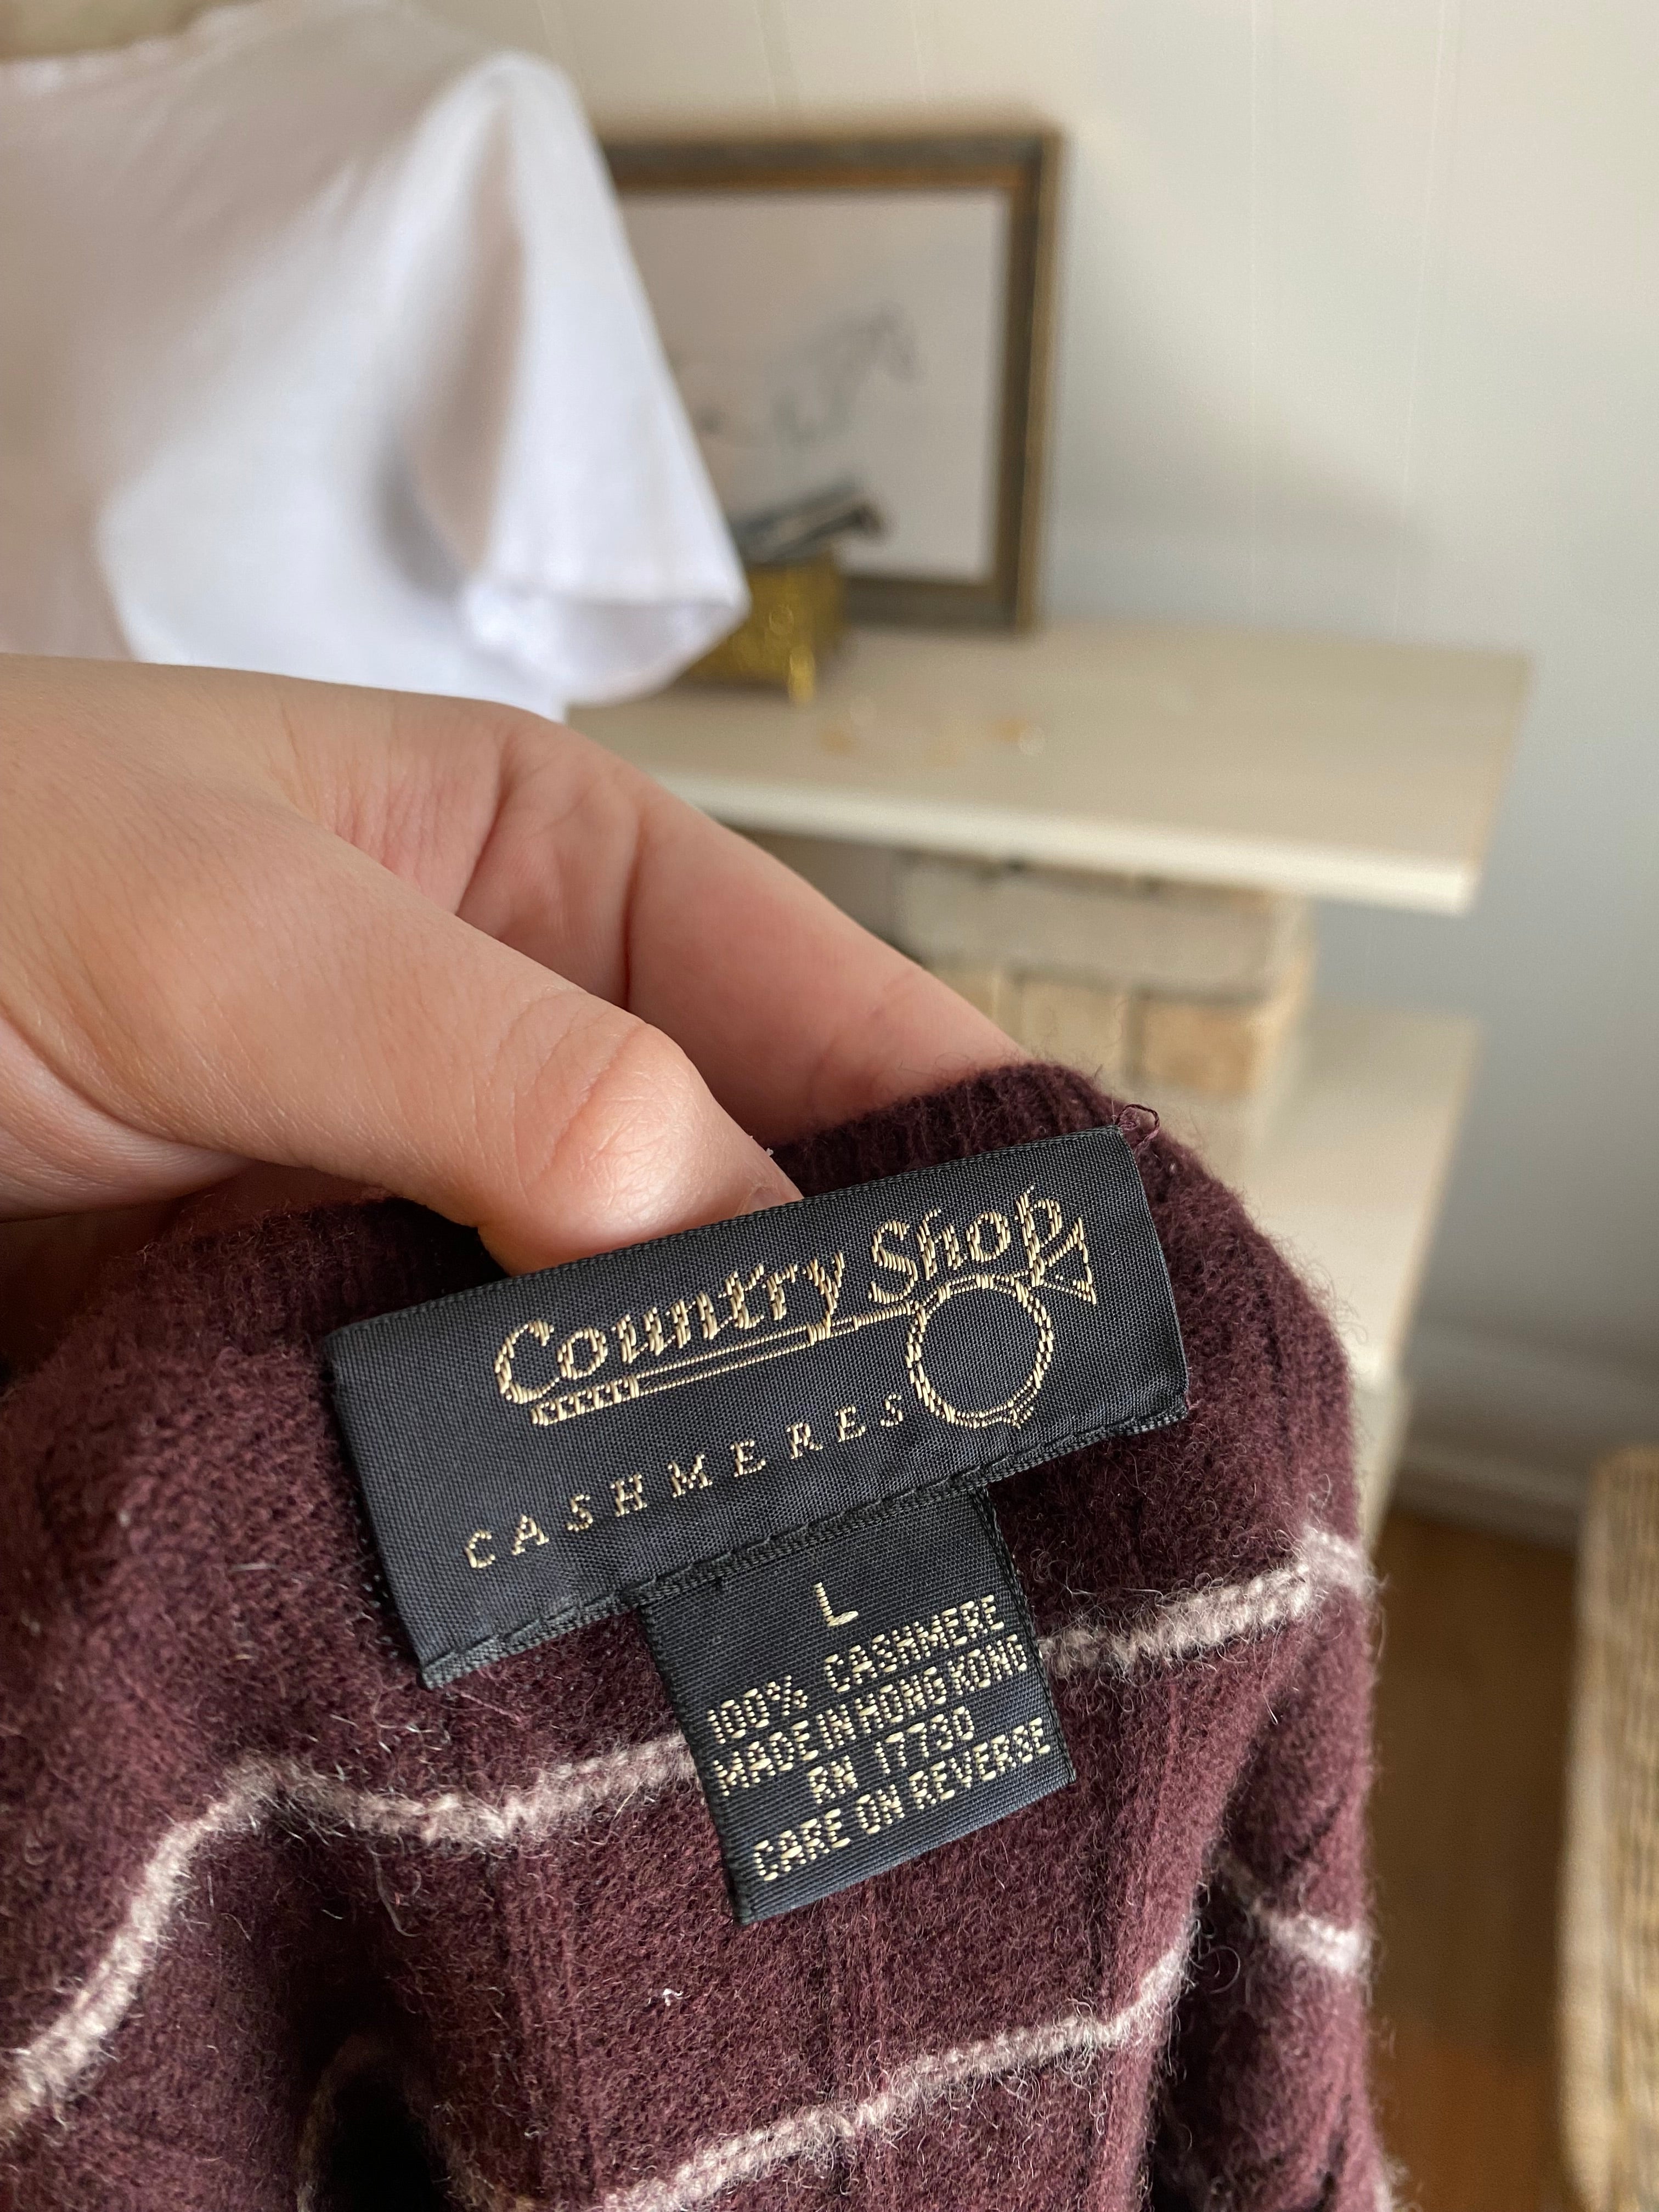 Country Shop
CASHMERES
L
100% CASHMERE
MADE IN HONG KONG
RN 17730
CARE ON REVERSE